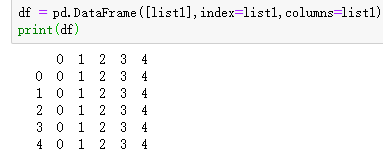 df = pd.DataFrame([list1],index=list1,columns=list1)
print(df)
0 1 2 3 4
0 0 1 2 3 4
1 0 1 2 3 4
2 0 1 2 3 4
3 0 1 2 3 4
4 0 1 2 3 4